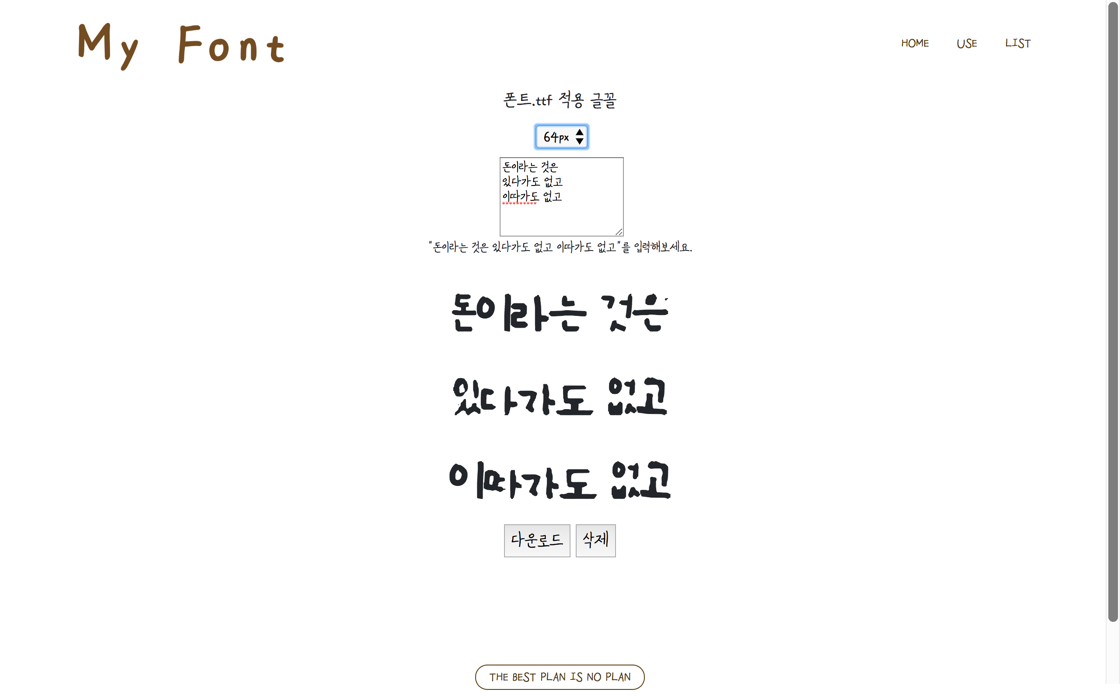 My Font
HOME USE LIST
폰트.ttf 적용 글꼴
64px
돈이라는 것은
있다가도 없고
이따가도 없고
"돈이라는 것은 있다가도 없고 이따가도 없고"를 입력해보세요.
돈이라는 것은
있다가도 없고
이따가도 없고
다운로드 삭제
THE BEST PLAN IS NO PLAN